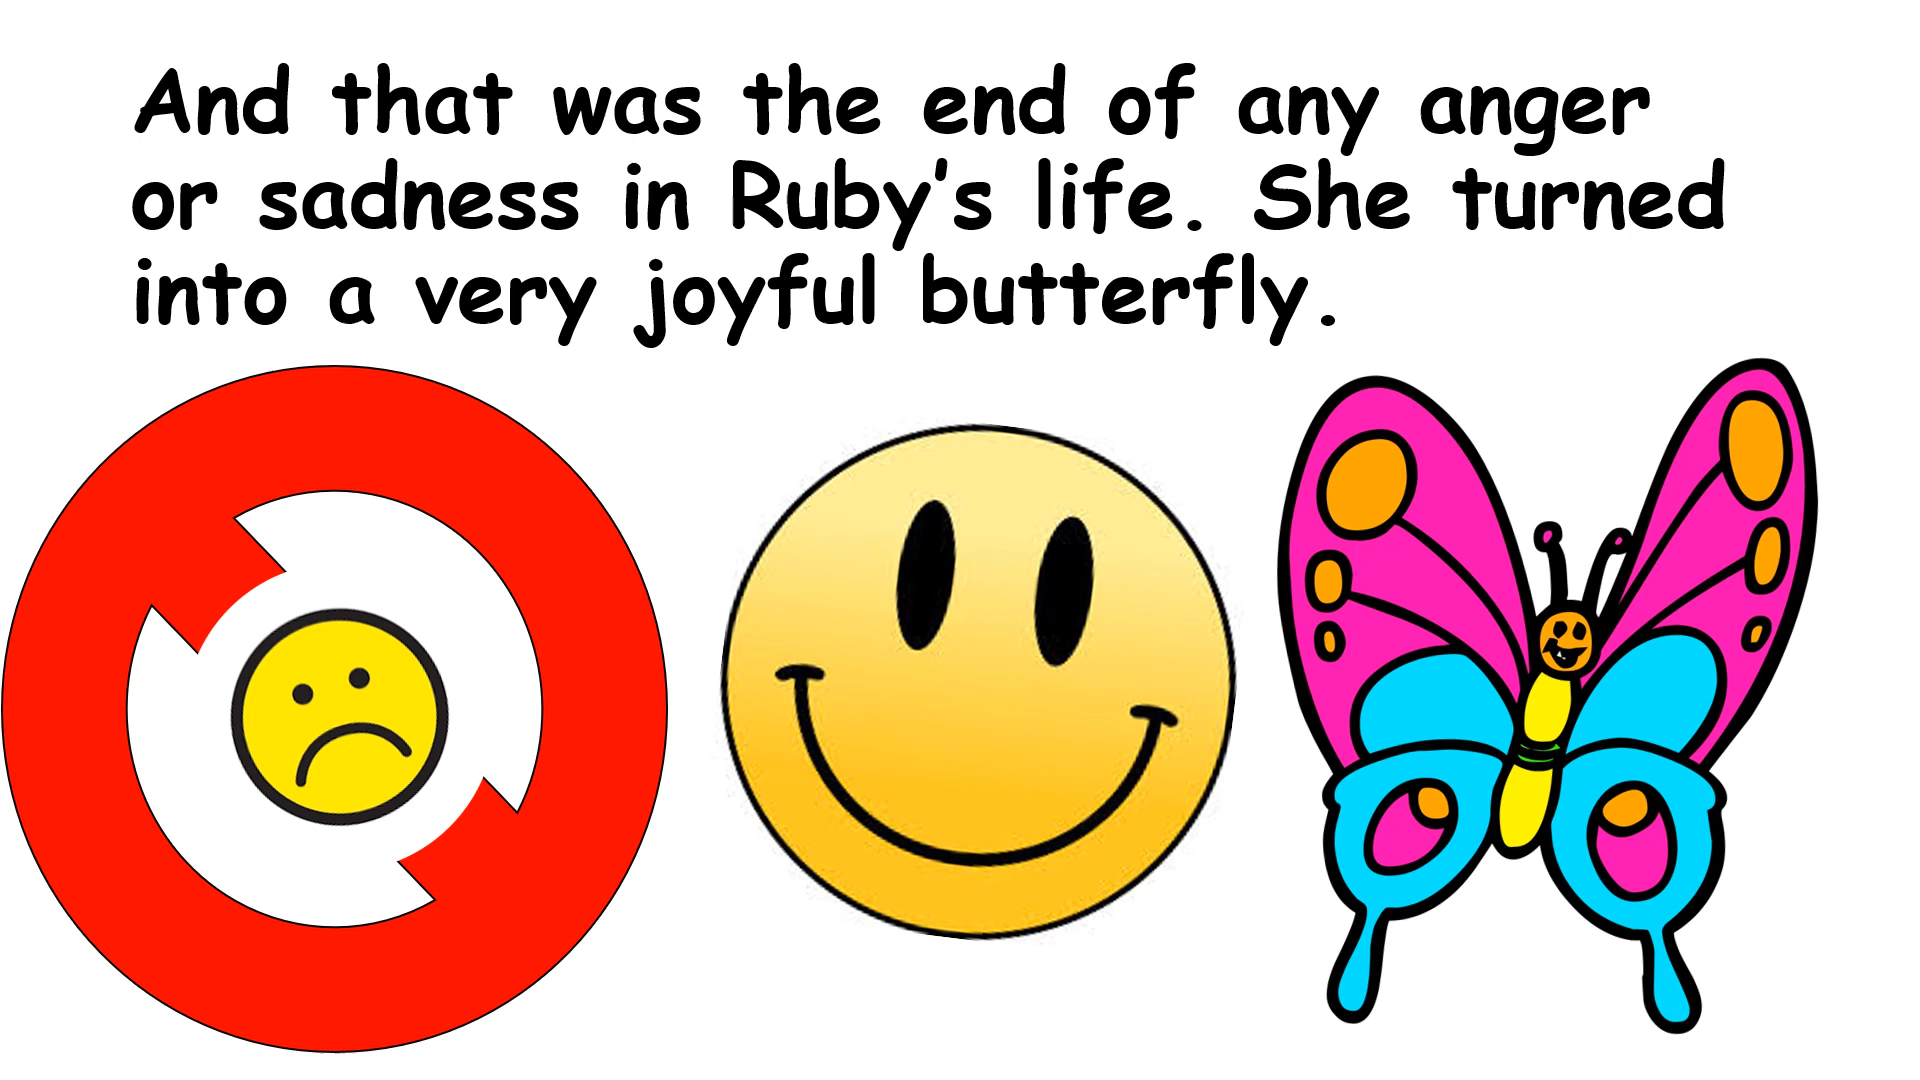 And that was the end of any anger
or sadness in Ruby's life. She turned
into a very joyful butterfly.